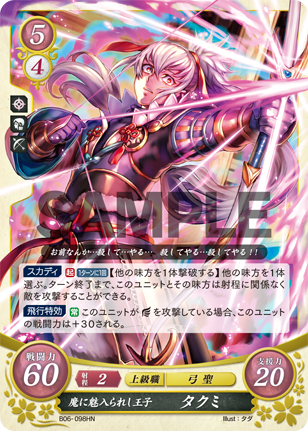 5
4
SAMPLE
お前なんか…殺して…やる… 殺してやる…殺してやる!!
スカディ 起 1ターンに1回 【他の味方を1体撃破する】他の味方を1体
選ぶ。ターン終了まで、このユニットとその味方は射程に関係なく
敵を攻撃することができる。
飛行特効 常 このユニットがを攻撃している場合、このユニット
の戦闘力は+30される。
戦闘力
60
射程 2
上級職 弓聖
支援力
20
魔に魅入られし王子 タクミ
B06-098HN
Illust:タダ